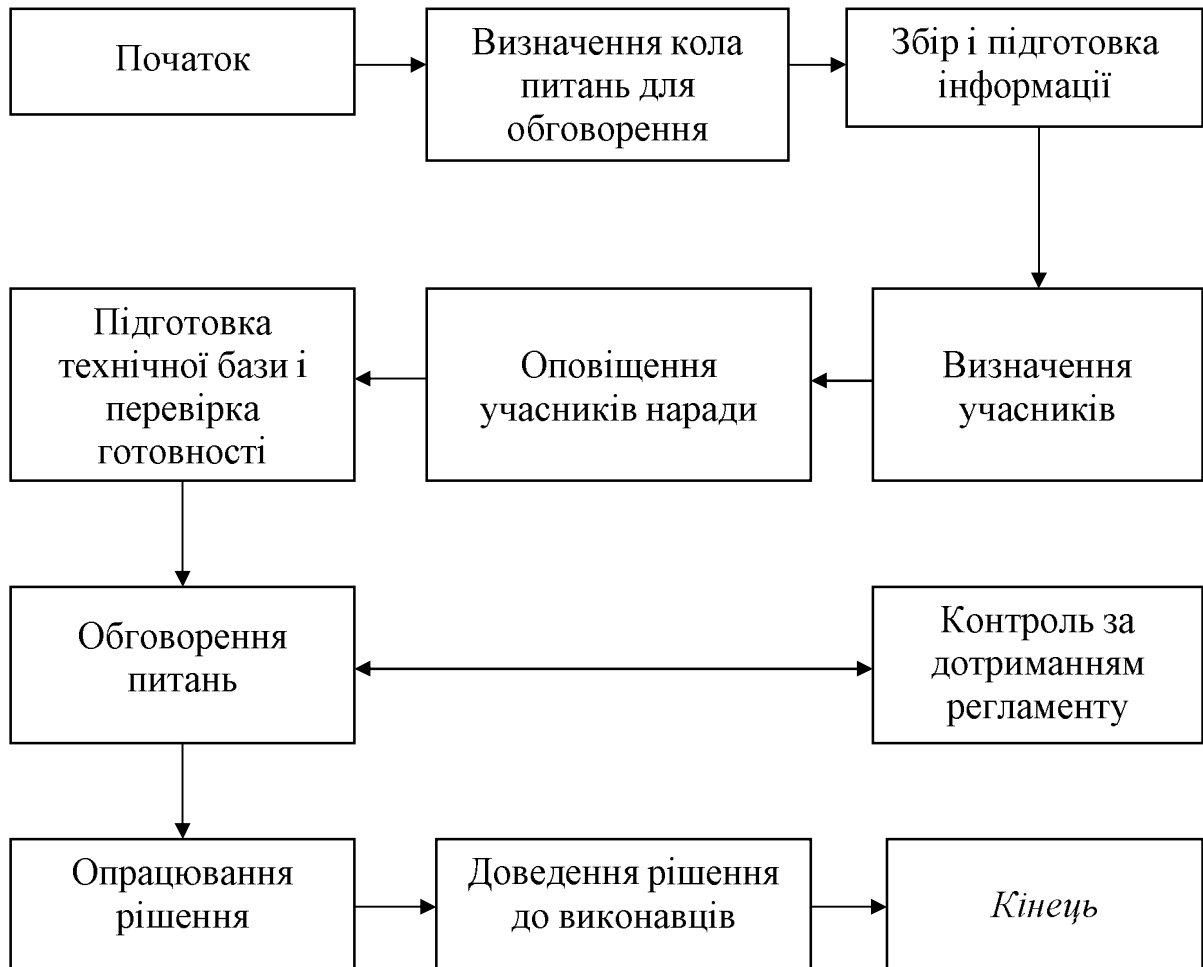 Початок
Визначення кола
питань для
обговорення
Збір і підготовка
інформації
Підготовка
технічної бази і
перевірка
готовності
Оповіщення
учасників наради
Визначення
учасників
Обговорення
питань
Контроль за
дотриманням
регламенту
Опрацювання
рішення
Доведення рішення
до виконавців
Кінець